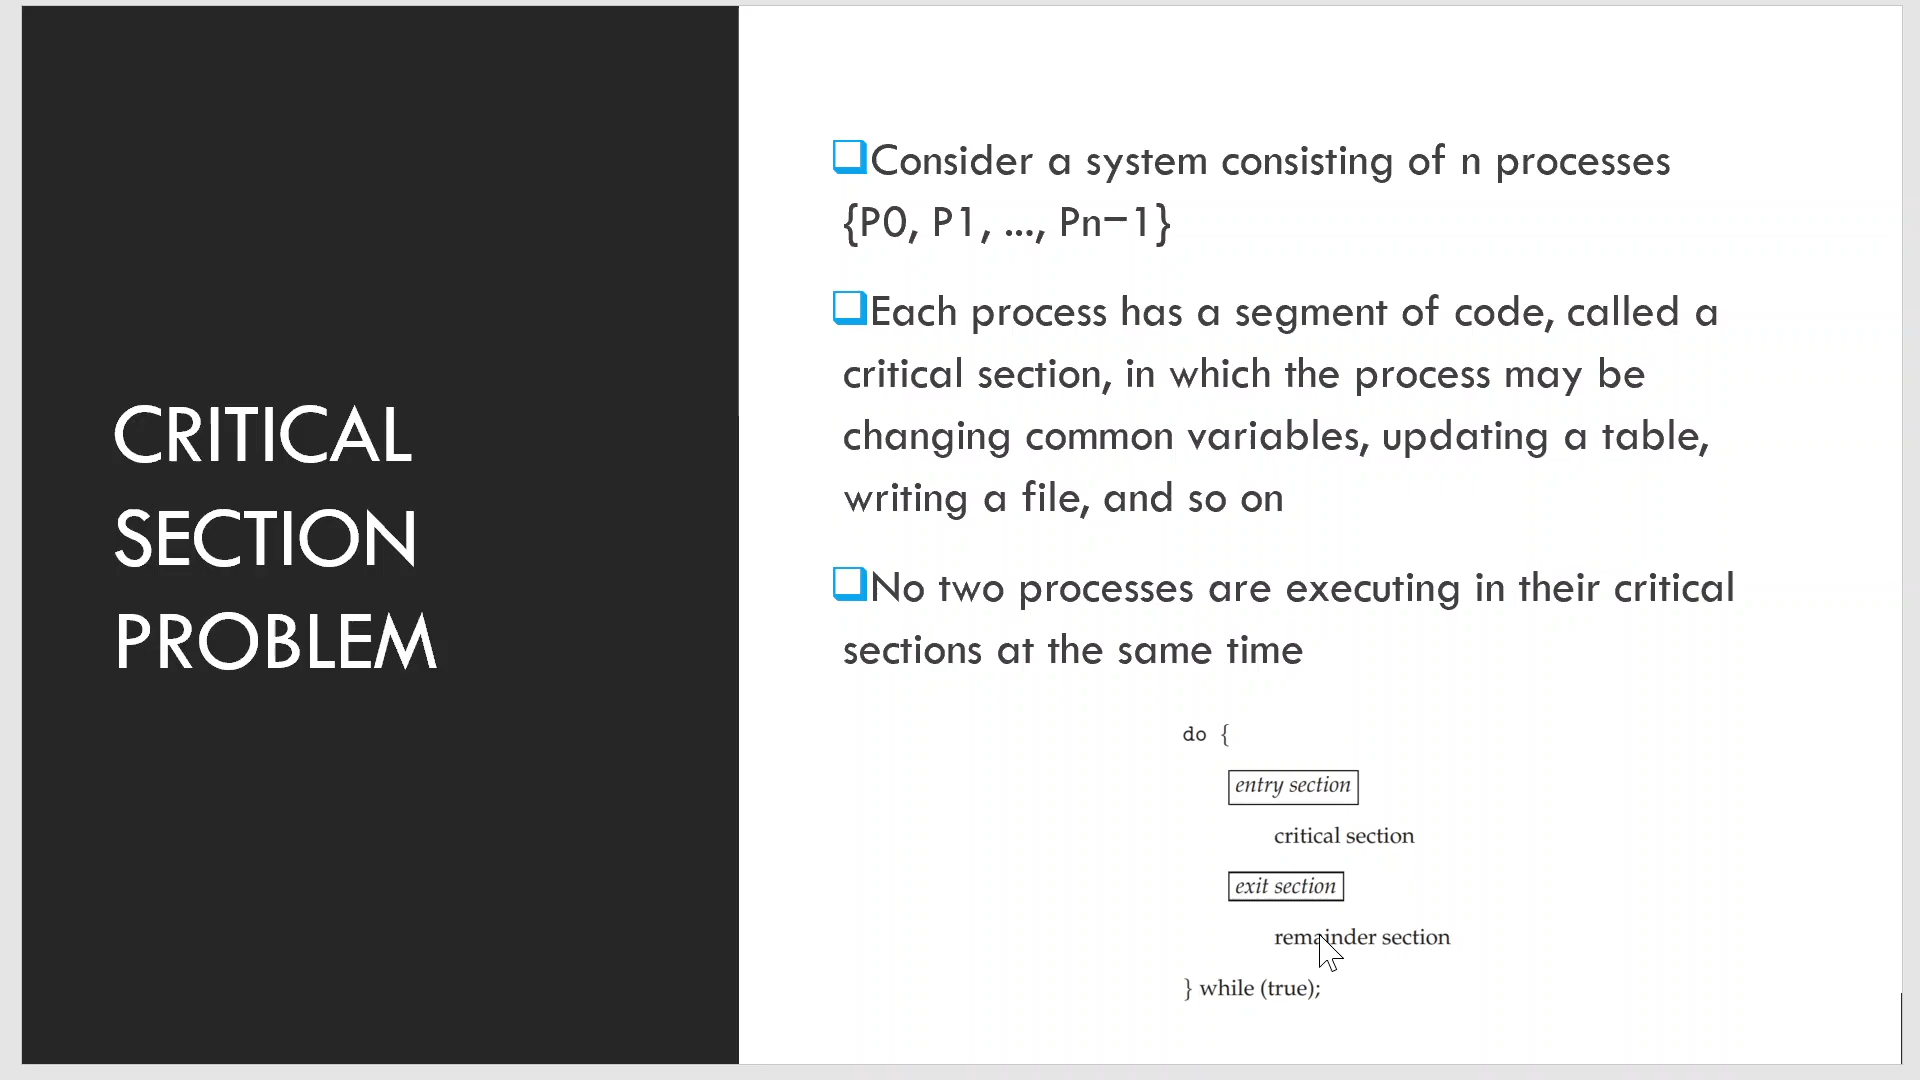 CRITICAL
SECTION
PROBLEM
Consider a system consisting of n processes
{P0, P1, ..., Pn−1}
Each process has a segment of code, called a
critical section, in which the process may be
changing common variables, updating a table,
writing a file, and so on
No two processes are executing in their critical
sections at the same time
do {
entry section
critical section
exit section
remainder section
} while (true);